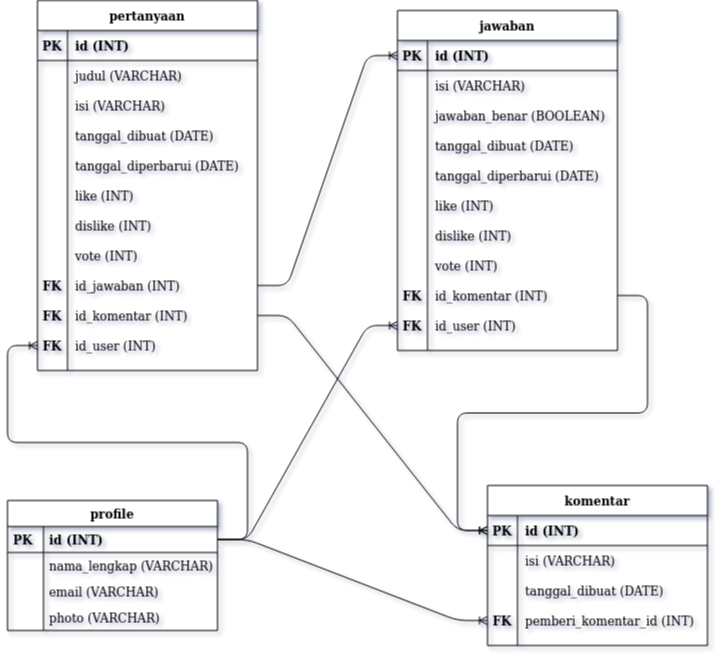 pertanyaan
PK id (INT)
judul (VARCHAR)
isi (VARCHAR)
tanggal_dibuat (DATE)
tanggal_diperbarui (DATE)
like (INT)
dislike (INT)
vote (INT)
FK id_jawaban (INT)
FK id_komentar (INT)
FK id_user (INT)
jawaban
PK id (INT)
isi (VARCHAR)
jawaban_benar (BOOLEAN)
tanggal_dibuat (DATE)
tanggal_diperbarui (DATE)
like (INT)
dislike (INT)
vote (INT)
FK id_komentar (INT)
FK id_user (INT)
profile
PK id (INT)
nama_lengkap (VARCHAR)
email (VARCHAR)
photo (VARCHAR)
komentar
PK id (INT)
isi (VARCHAR)
tanggal_dibuat (DATE)
FK pemberi_komentar_id (INT)